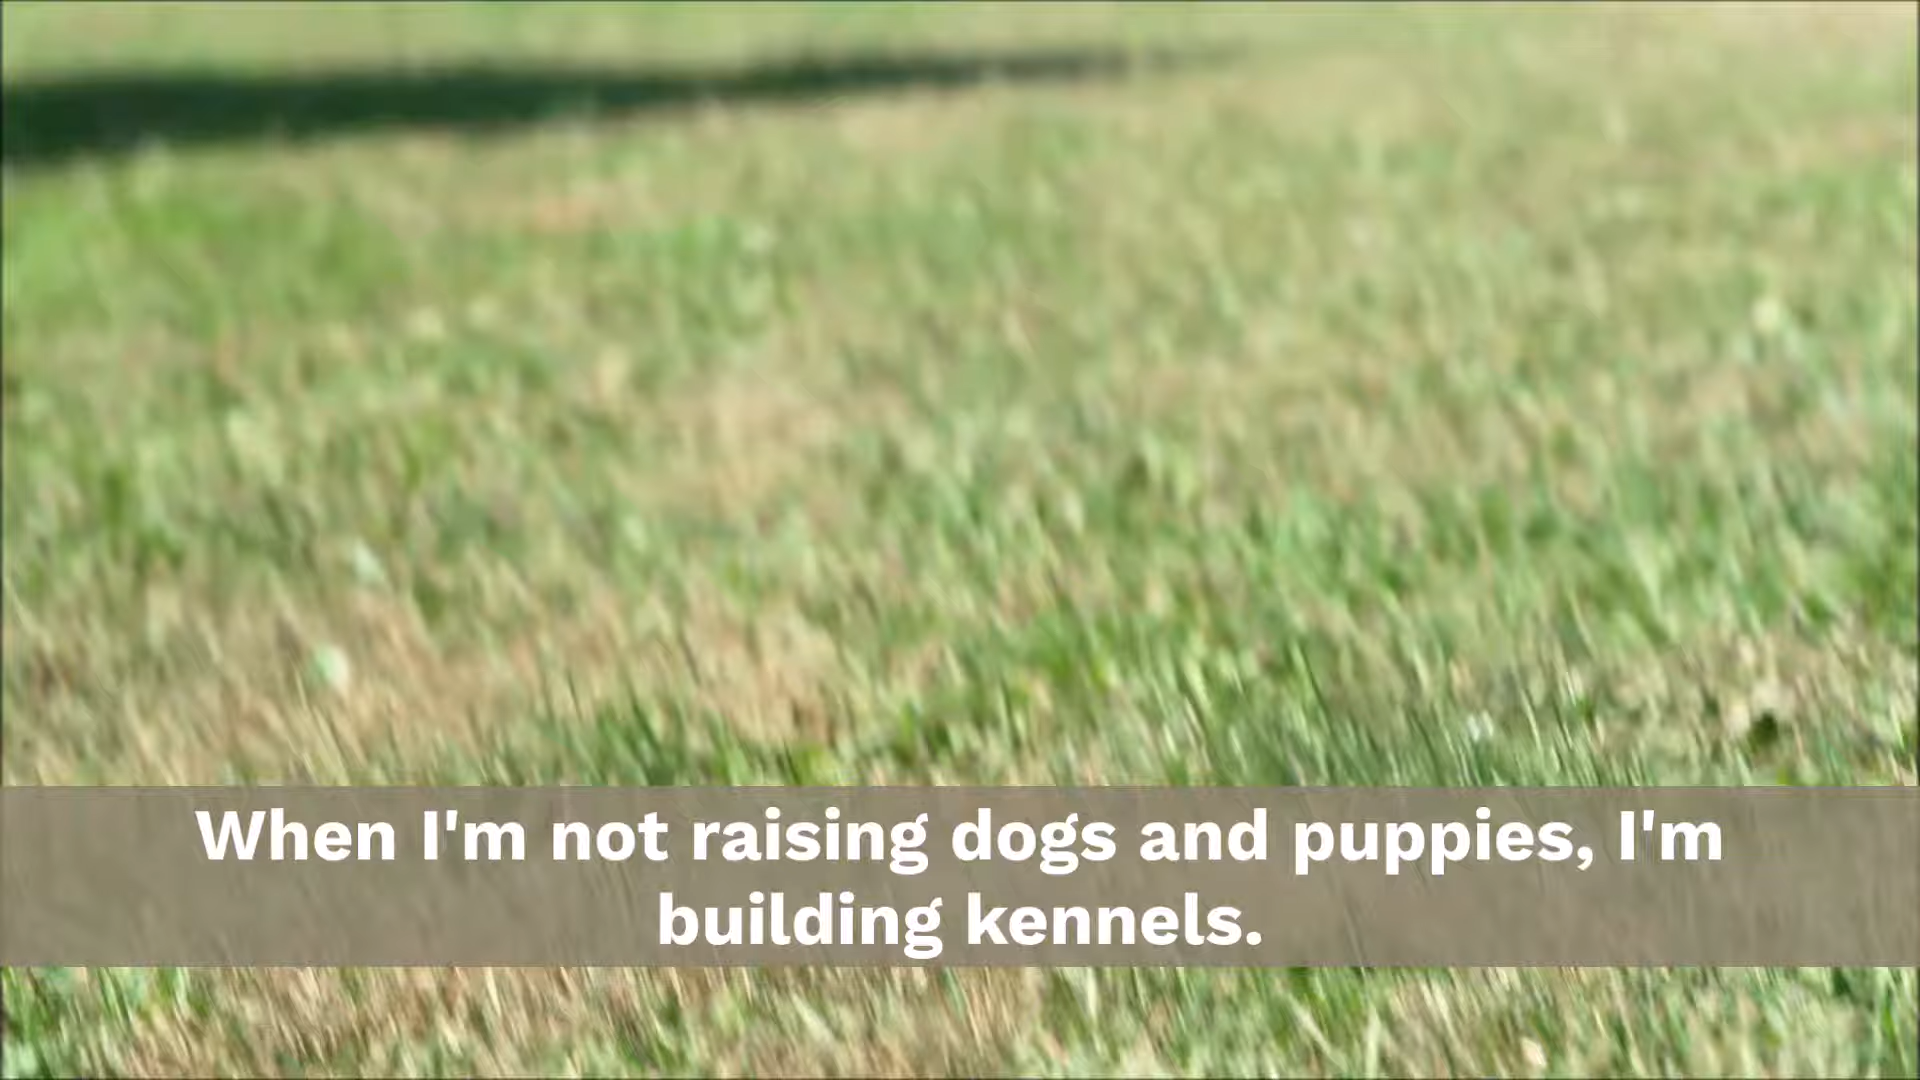 When I'm not raising dogs and puppies, I'm
building kennels.